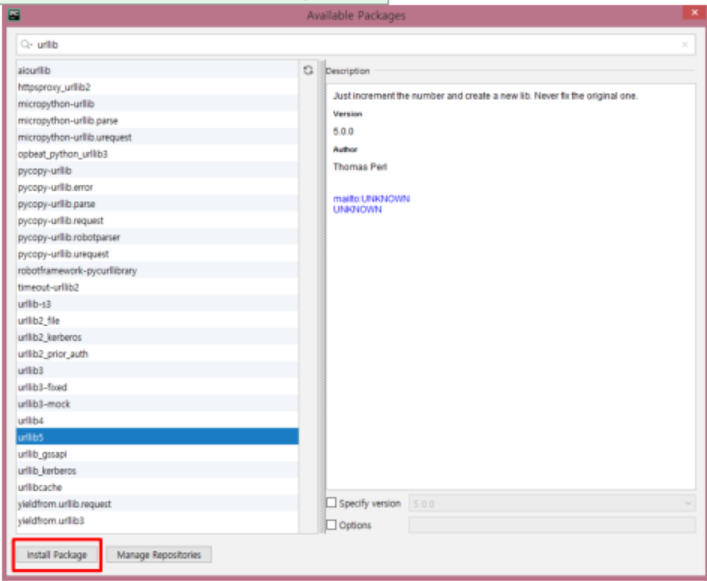 PC
Available Packages
urllib
aiourllib
httpsproxy_urllib2
micropython-urllib
micropython-urllib.parse
micropython-urllib.urequest
opbeat_python_urllib3
pycopy-urllib
pycopy-urllib.error
pycopy-urllib.parse
pycopy-urllib.request
pycopy-urllib.robotparser
pycopy-urllib.urequest
robotframework-pycurllibrary
timeout-urllib2
urllib-s3
urllib2_file
urllib2_kerberos
urllib2_prior_auth
urllib3
urllib3-fixed
urllib3-mock
urllib4
urllib5
urllib_gssapi
urllib_kerberos
urllibcache
yieldfrom.urllib.request
yieldfrom.urllib3
Description
Just increment the number and create a new lib. Never fix the original one.
Version
5.0.0
Author
Thomas Perl
mailto:UNKNOWN
UNKNOWN
Specify version 5.0.0
Options
Install Package Manage Repositories